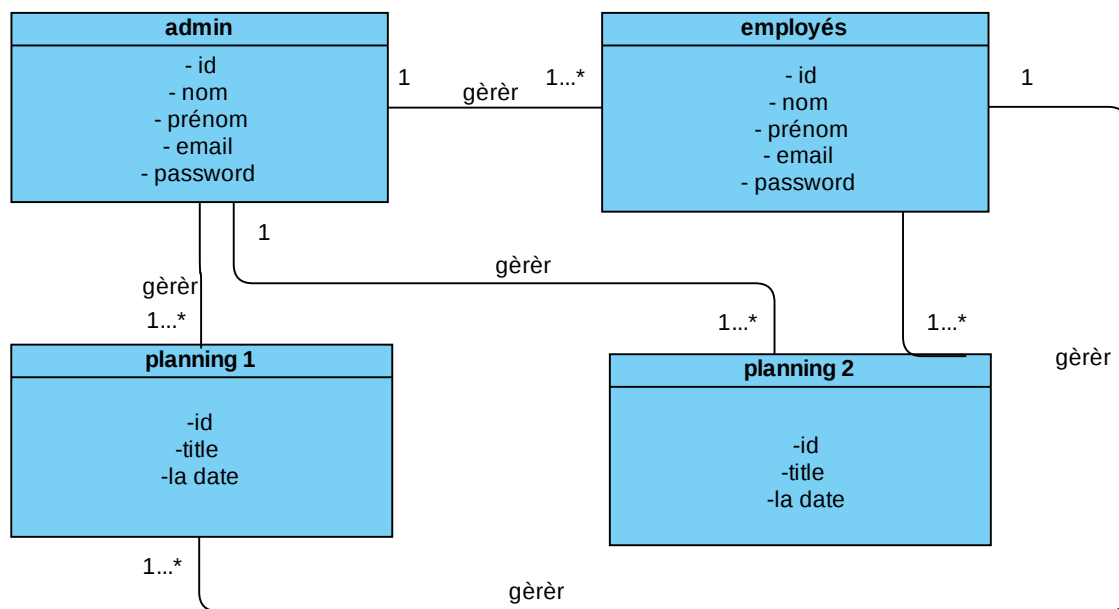 admin
- id
- nom
- prénom
- email
- password
1
gèrèr
1...*
employés
- id
- nom
- prénom
- email
- password
1
1
gèrèr
gèrèr
1...*
1...*
1...*
gèrèr
planning 1
-id
-title
-la date
planning 2
-id
-title
-la date
1...*
gèrèr